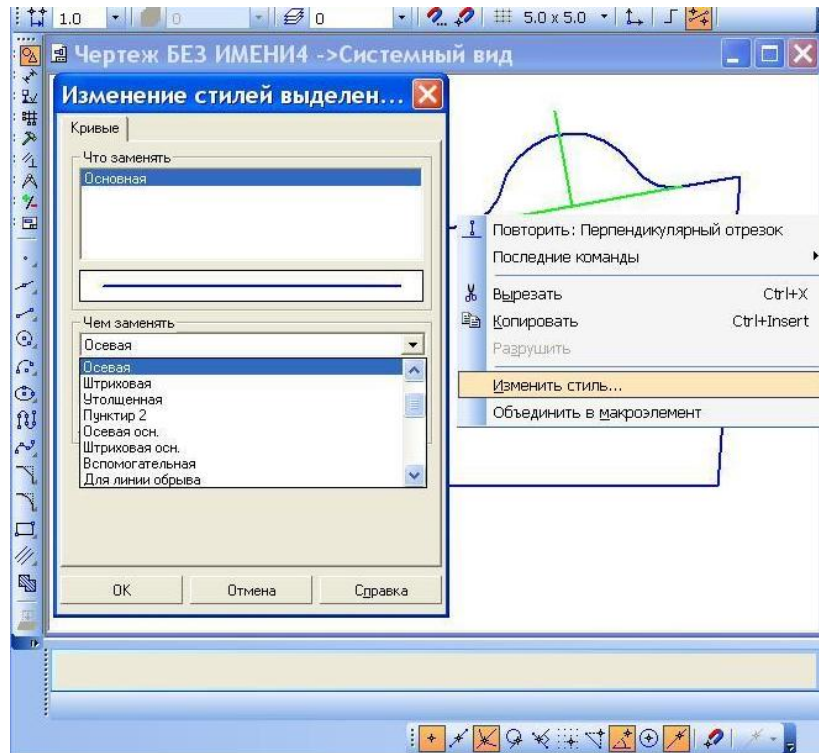 1.0 0 0 5.0 x 5.0
Чертеж БЕЗ ИМЕНИ4 ->Системный вид
Изменение стилей выделен...
Кривые
Что заменять
Основная
Чем заменять
Осевая
Осевая
Штриховая
Утолщенная
Пунктир 2
Осевая осн.
Штриховая осн.
Вспомогательная
Для линии обрыва
ОК Отмена Справка
Повторить: Перпендикулярный отрезок
Последние команды
Вырезать Ctrl+X
Копировать Ctrl+Insert
Разрушить
Изменить стиль...
Объединить в макроэлемент